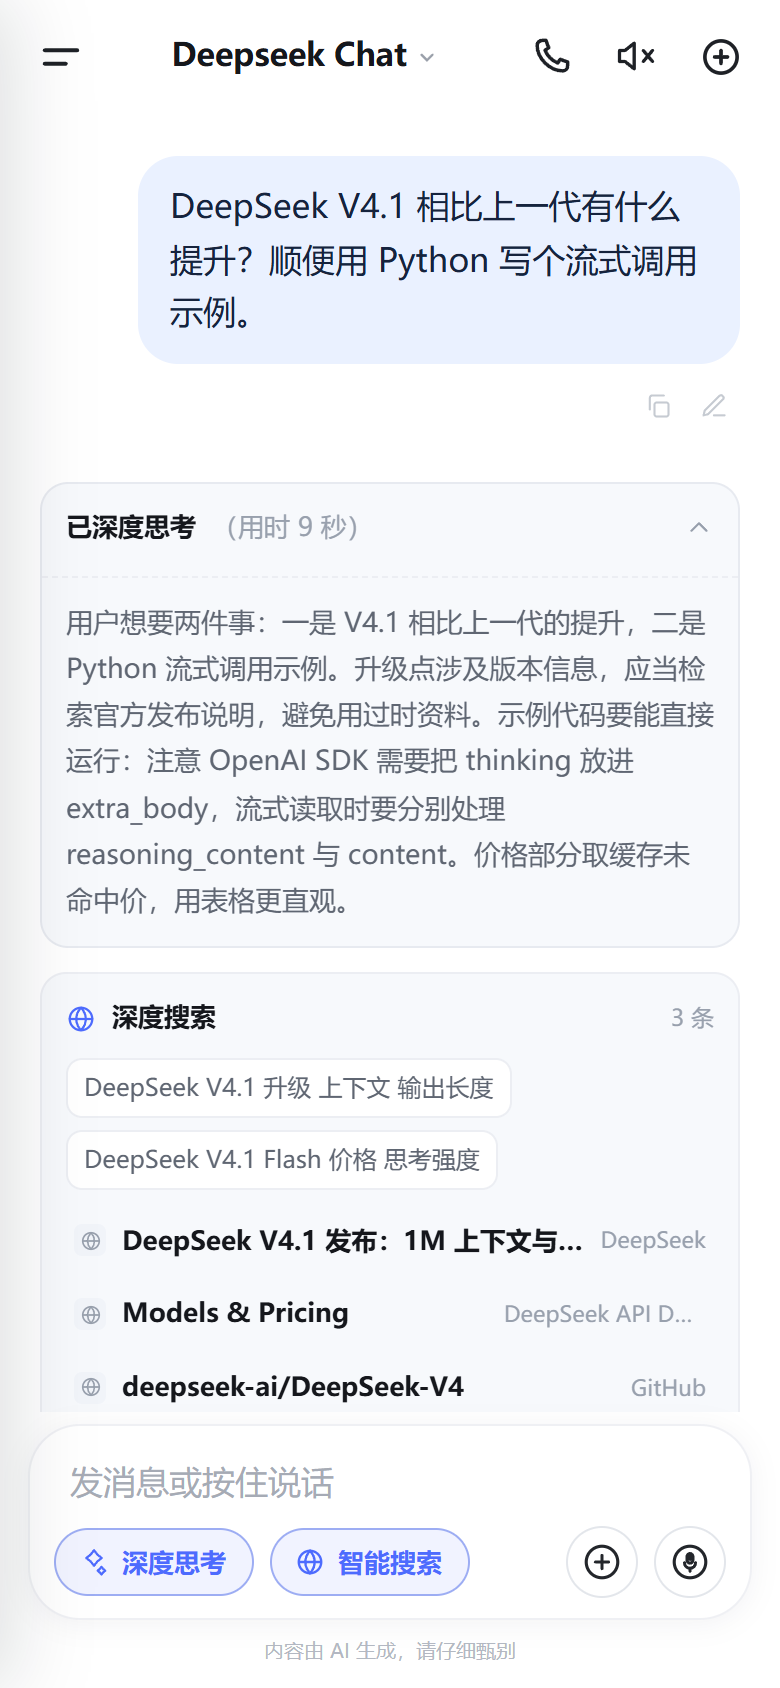 Deepseek Chat
DeepSeek V4.1 相比上一代有什么
提升？顺便用 Python 写个流式调用
示例。
已深度思考 （用时 9 秒）
用户想要两件事：一是 V4.1 相比上一代的提升，二是
Python 流式调用示例。升级点涉及版本信息，应当检
索官方发布说明，避免用过时资料。示例代码要能直接
运行：注意 OpenAI SDK 需要把 thinking 放进
extra_body，流式读取时要分别处理
reasoning_content 与 content。价格部分取缓存未
命中价，用表格更直观。
深度搜索 3 条
DeepSeek V4.1 升级 上下文 输出长度
DeepSeek V4.1 Flash 价格 思考强度
DeepSeek V4.1 发布：1M 上下文与... DeepSeek
Models & Pricing DeepSeek API D...
deepseek-ai/DeepSeek-V4 GitHub
发消息或按住说话
深度思考 智能搜索
内容由 AI 生成，请仔细甄别